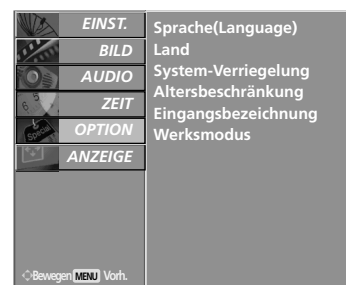 EINST.
BILD
AUDIO
ZEIT
OPTION
ANZEIGE
Sprache(Language)
Land
System-Verriegelung
Altersbeschränkung
Eingangsbezeichnung
Werksmodus
Bewegen MENU Vorh.